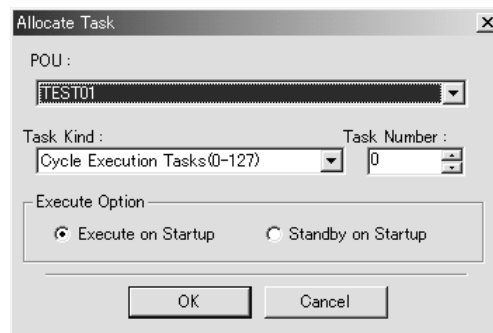 Allocate Task
POU :
TEST01
Task Kind :
Task Number :
Cycle Execution Tasks(0-127)
0
Execute Option
Execute on Startup
Standby on Startup
OK
Cancel